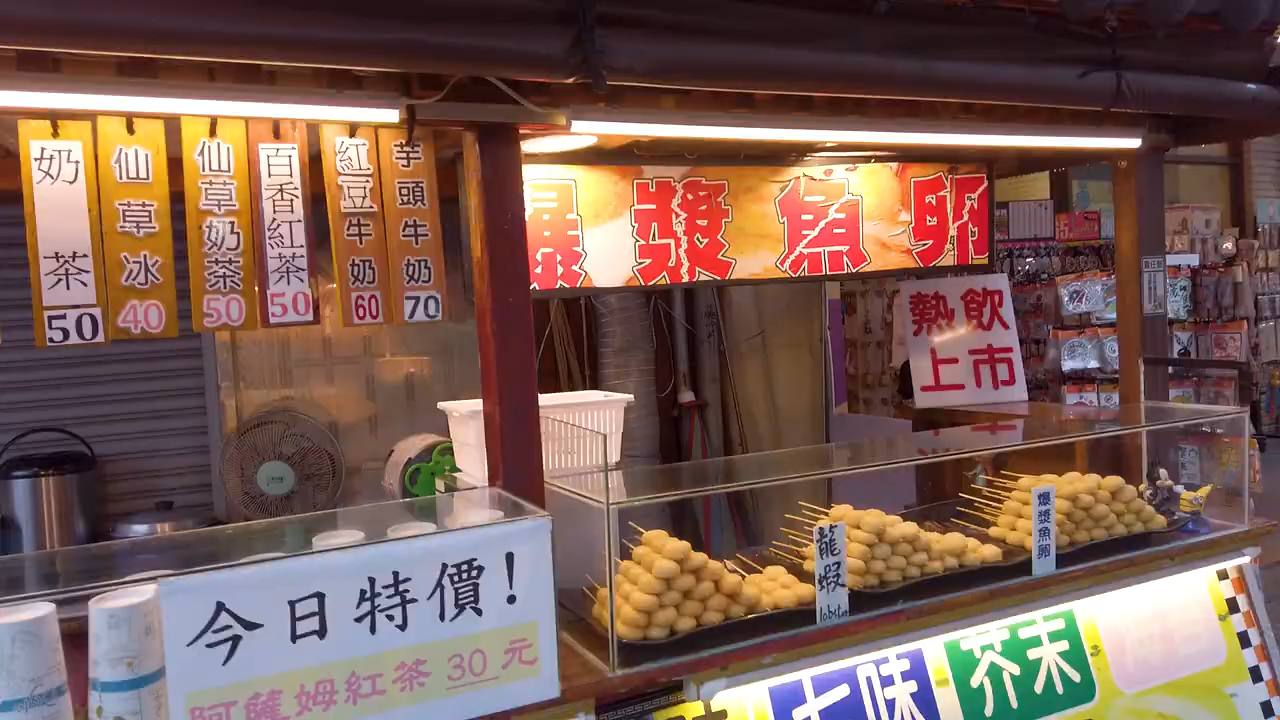 奶茶
50
仙草冰
40
仙草奶茶
50
百香紅茶
50
紅豆牛奶
60
芋頭牛奶
70
爆漿魚卵
熱飲
上市
龍蝦
lobster
爆漿魚卵
今日特價!
阿薩姆紅茶 30 元
七味
芥末